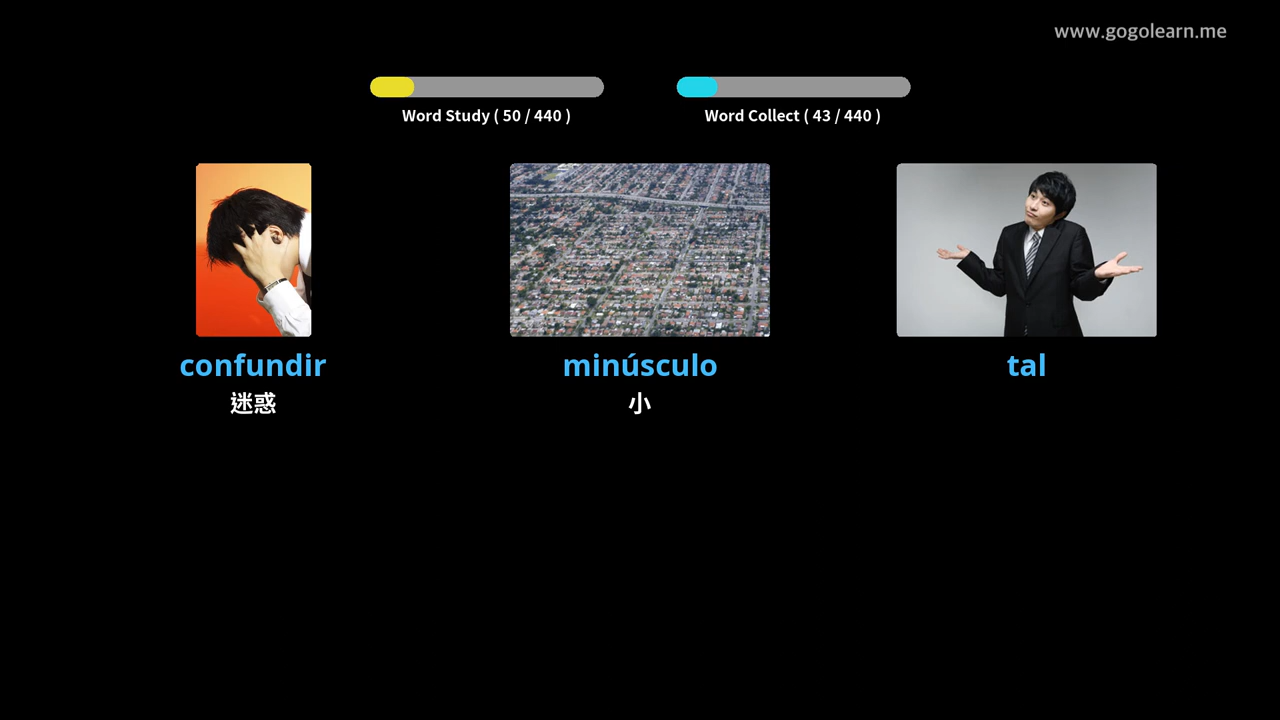 www.gogolearn.me
Word Study ( 50 / 440 )
Word Collect ( 43 / 440 )
confundir
迷惑
minúsculo
小
tal